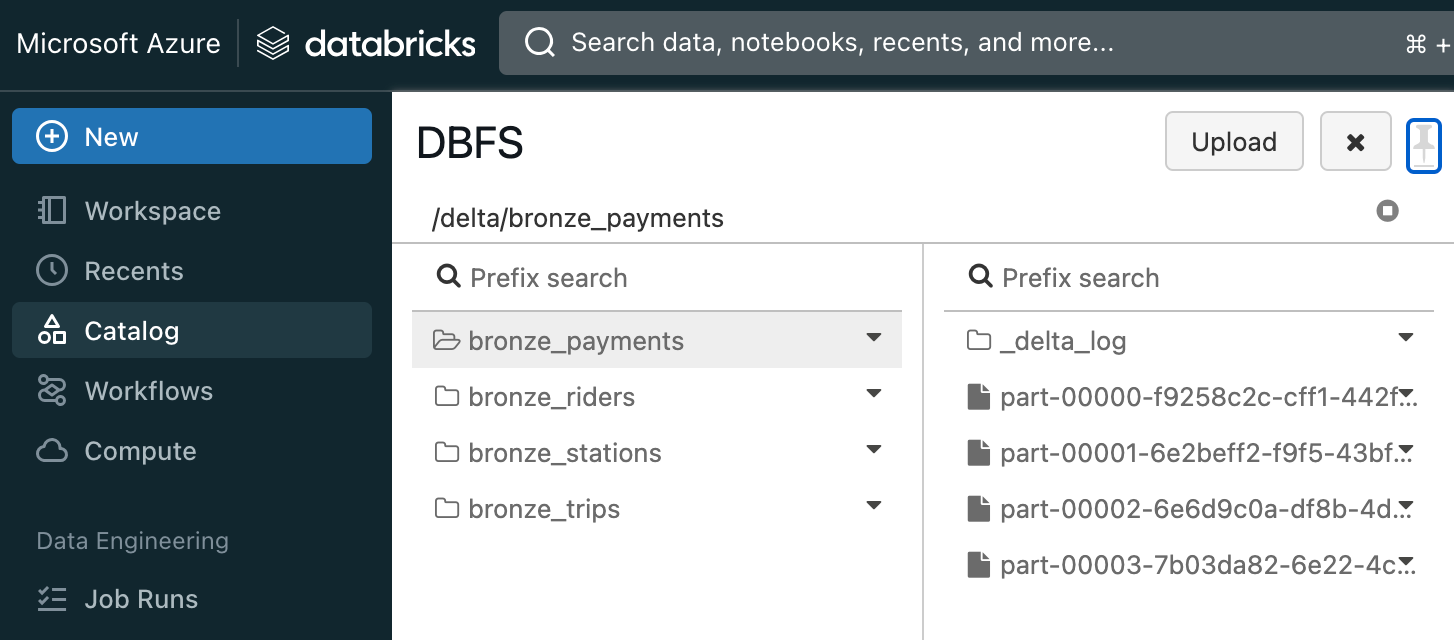 Microsoft Azure databricks Search data, notebooks, recents, and more... ⌘ +
New
Workspace
Recents
Catalog
Workflows
Compute
Data Engineering
Job Runs
DBFS Upload
/delta/bronze_payments
Prefix search
bronze_payments
bronze_riders
bronze_stations
bronze_trips
Prefix search
_delta_log
part-00000-f9258c2c-cff1-442f...
part-00001-6e2beff2-f9f5-43bf...
part-00002-6e6d9c0a-df8b-4d...
part-00003-7b03da82-6e22-4c...